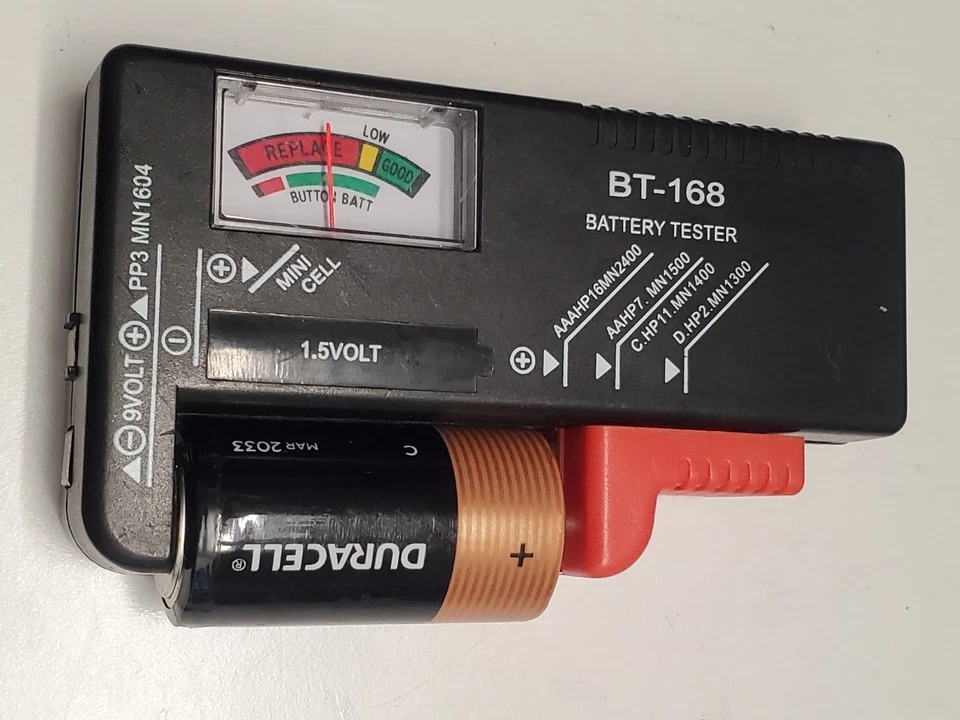 LOW
REPLACE
GOOD
BUTTON BATT
BT-168
BATTERY TESTER
⊖ 9VOLT ⊕ PP3 MN1604
⊖
⊕ MINI
CELL
1.5VOLT
⊕
AAAHP16MN2400
AAHP7. MN1500
C.HP11.MN1400
D.HP2.MN1300
C
MAR 2033
DURACELL®
+